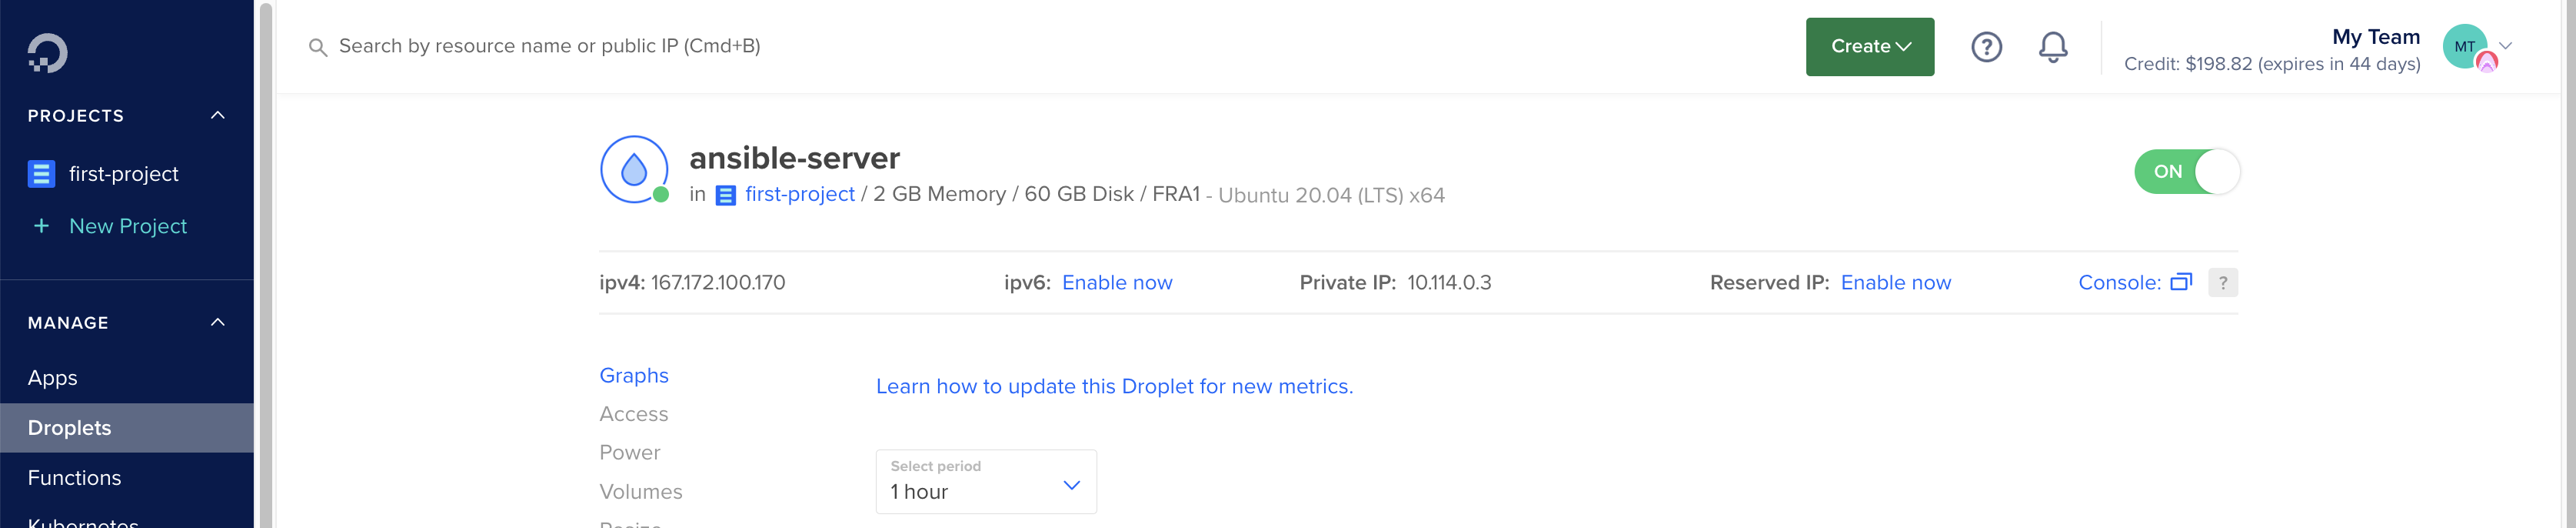 Search by resource name or public IP (Cmd+B)
Create
My Team
Credit: $198.82 (expires in 44 days)
MT
PROJECTS
first-project
+ New Project
MANAGE
Apps
Droplets
Functions
Kubernetes
ansible-server
in first-project / 2 GB Memory / 60 GB Disk / FRA1 - Ubuntu 20.04 (LTS) x64
ON
ipv4: 167.172.100.170 ipv6: Enable now Private IP: 10.114.0.3 Reserved IP: Enable now Console: ?
Graphs
Access
Power
Volumes
Resize
Learn how to update this Droplet for new metrics.
Select period
1 hour